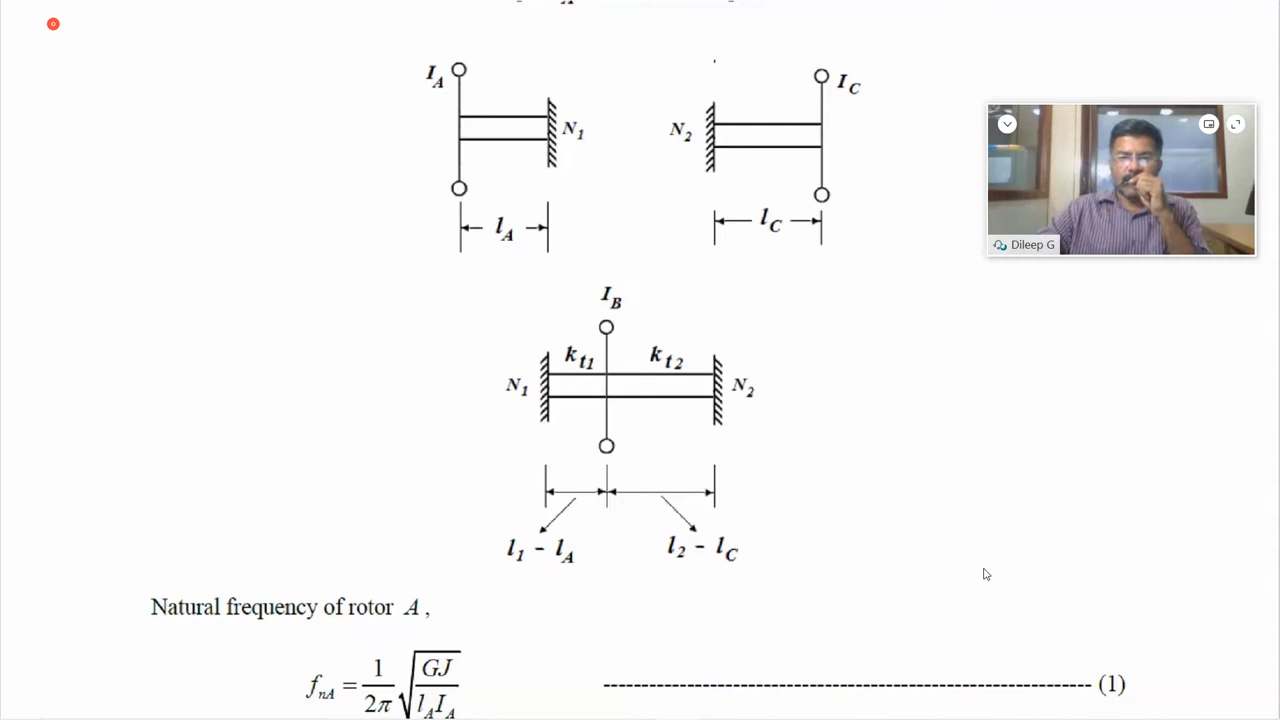 I_A
N_1
l_A
N_2
I_C
l_C
Dileep G
I_B
k_t1
k_t2
N_1
N_2
l_1 - l_A
l_2 - l_C
Natural frequency of rotor A ,
f_nA = 1/2π √(GJ/l_A I_A) ------------------------------------------------------------------ (1)